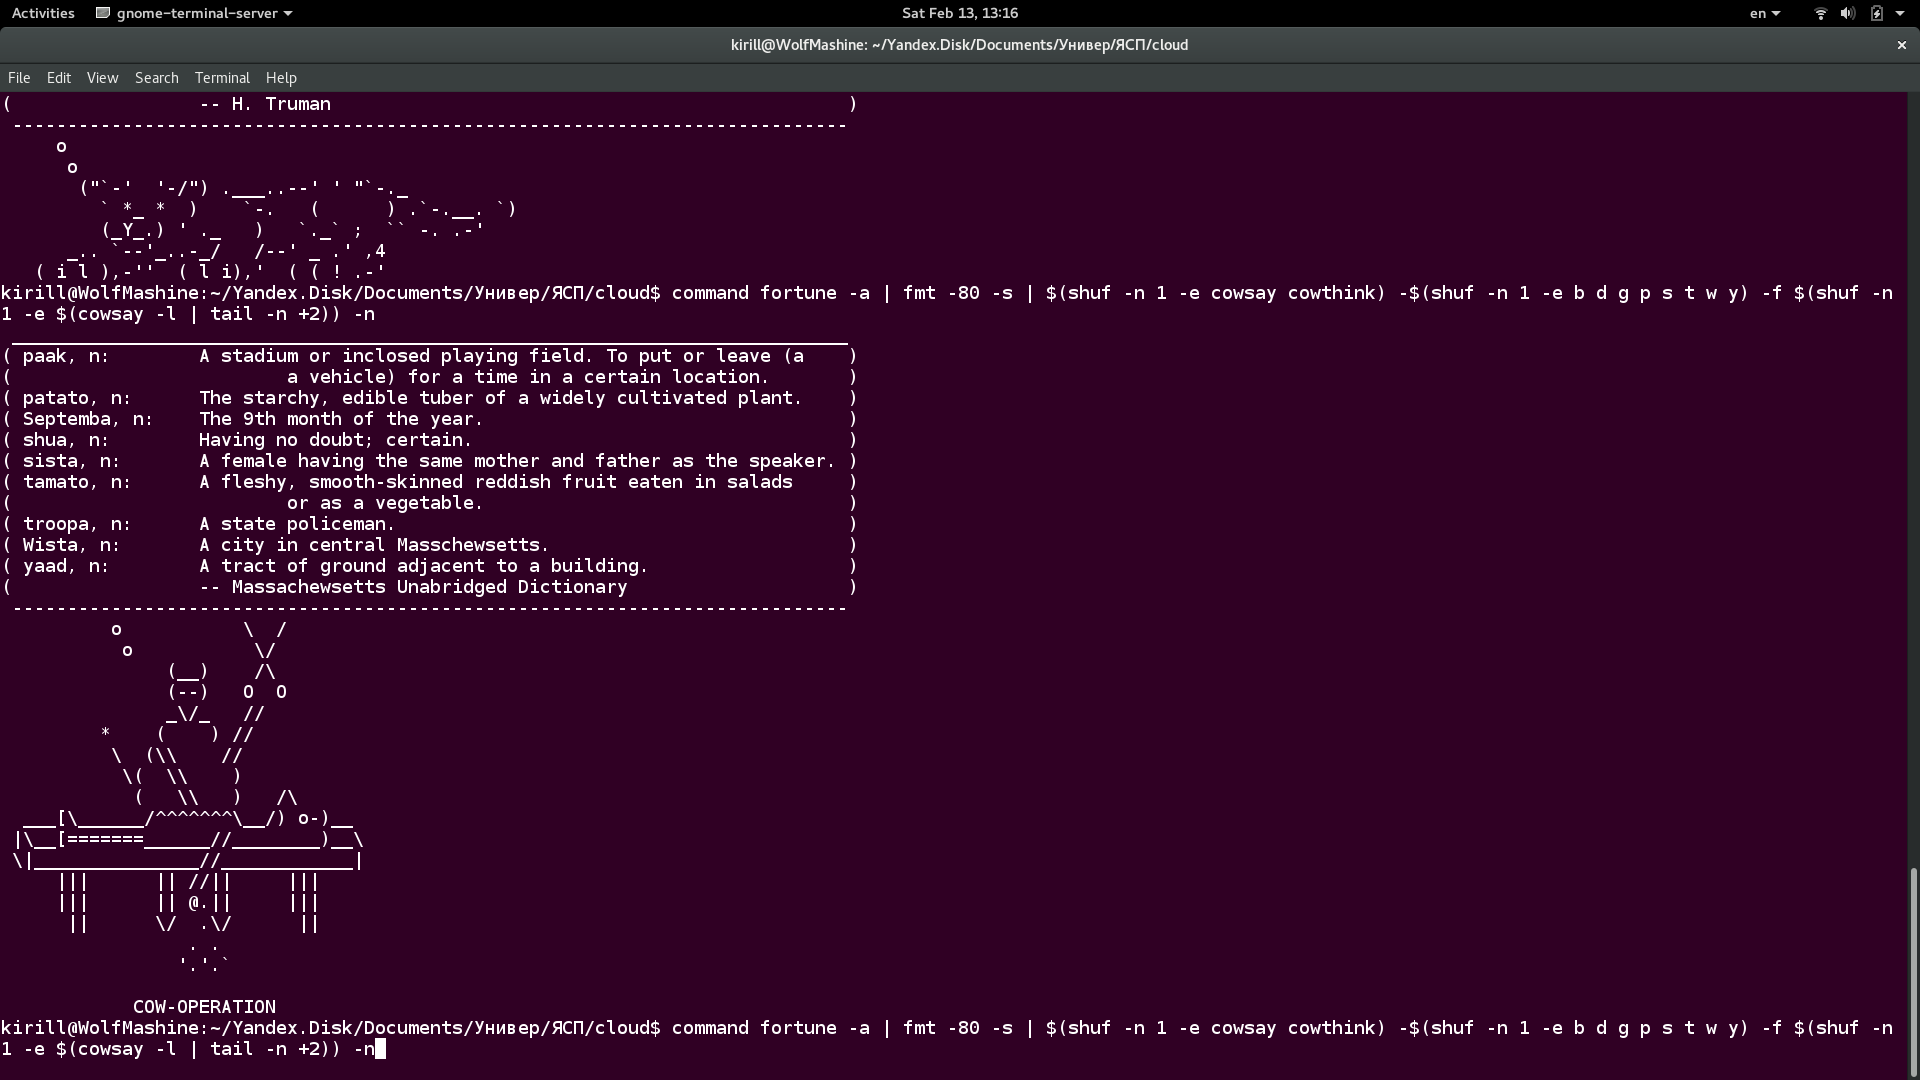 Activities gnome-terminal-server Sat Feb 13, 13:16 en
kirill@WolfMashine: ~/Yandex.Disk/Documents/Универ/ЯСП/cloud
File Edit View Search Terminal Help
(                 -- H. Truman                                               )
 ----------------------------------------------------------------------------
     o
      o
       ("`-'  '-/") .___..--' ' "`-._
         ` *_ *  )    `-.   (      ) .`-.__. `)
         (_Y_.) ' ._   )   `._` ;  `` -. .-'
      _.. `--'_..-_/   /--' _ .' ,4
   ( i l ),-''  ( l i),'  ( ( ! .-'
kirill@WolfMashine:~/Yandex.Disk/Documents/Универ/ЯСП/cloud$ command fortune -a | fmt -80 -s | $(shuf -n 1 -e cowsay cowthink) -$(shuf -n 1 -e b d g p s t w y) -f $(shuf -n
1 -e $(cowsay -l | tail -n +2)) -n
 ____________________________________________________________________________
( paak, n:        A stadium or inclosed playing field. To put or leave (a    )
(                         a vehicle) for a time in a certain location.       )
( patato, n:      The starchy, edible tuber of a widely cultivated plant.    )
( Septemba, n:    The 9th month of the year.                                 )
( shua, n:        Having no doubt; certain.                                  )
( sista, n:       A female having the same mother and father as the speaker. )
( tamato, n:      A fleshy, smooth-skinned reddish fruit eaten in salads     )
(                         or as a vegetable.                                 )
( troopa, n:      A state policeman.                                         )
( Wista, n:       A city in central Masschewsetts.                           )
( yaad, n:        A tract of ground adjacent to a building.                  )
(                 -- Massachewsetts Unabridged Dictionary                    )
 ----------------------------------------------------------------------------
          o           \  /
           o           \/
               (__)    /\
               (--)   O  O
               _\/_   //
         *    (    ) //
          \  (\\    //
           \(  \\    )
            (   \\   )   /\
  ___[\______/^^^^^^^\__/) o-)__
 |\__[=======______//________)__\
 \|_______________//____________|
     |||      || //||     |||
     |||      || @.||     |||
      ||      \/  .\/      ||
                 . .
                '.'.`

            COW-OPERATION
kirill@WolfMashine:~/Yandex.Disk/Documents/Универ/ЯСП/cloud$ command fortune -a | fmt -80 -s | $(shuf -n 1 -e cowsay cowthink) -$(shuf -n 1 -e b d g p s t w y) -f $(shuf -n
1 -e $(cowsay -l | tail -n +2)) -n